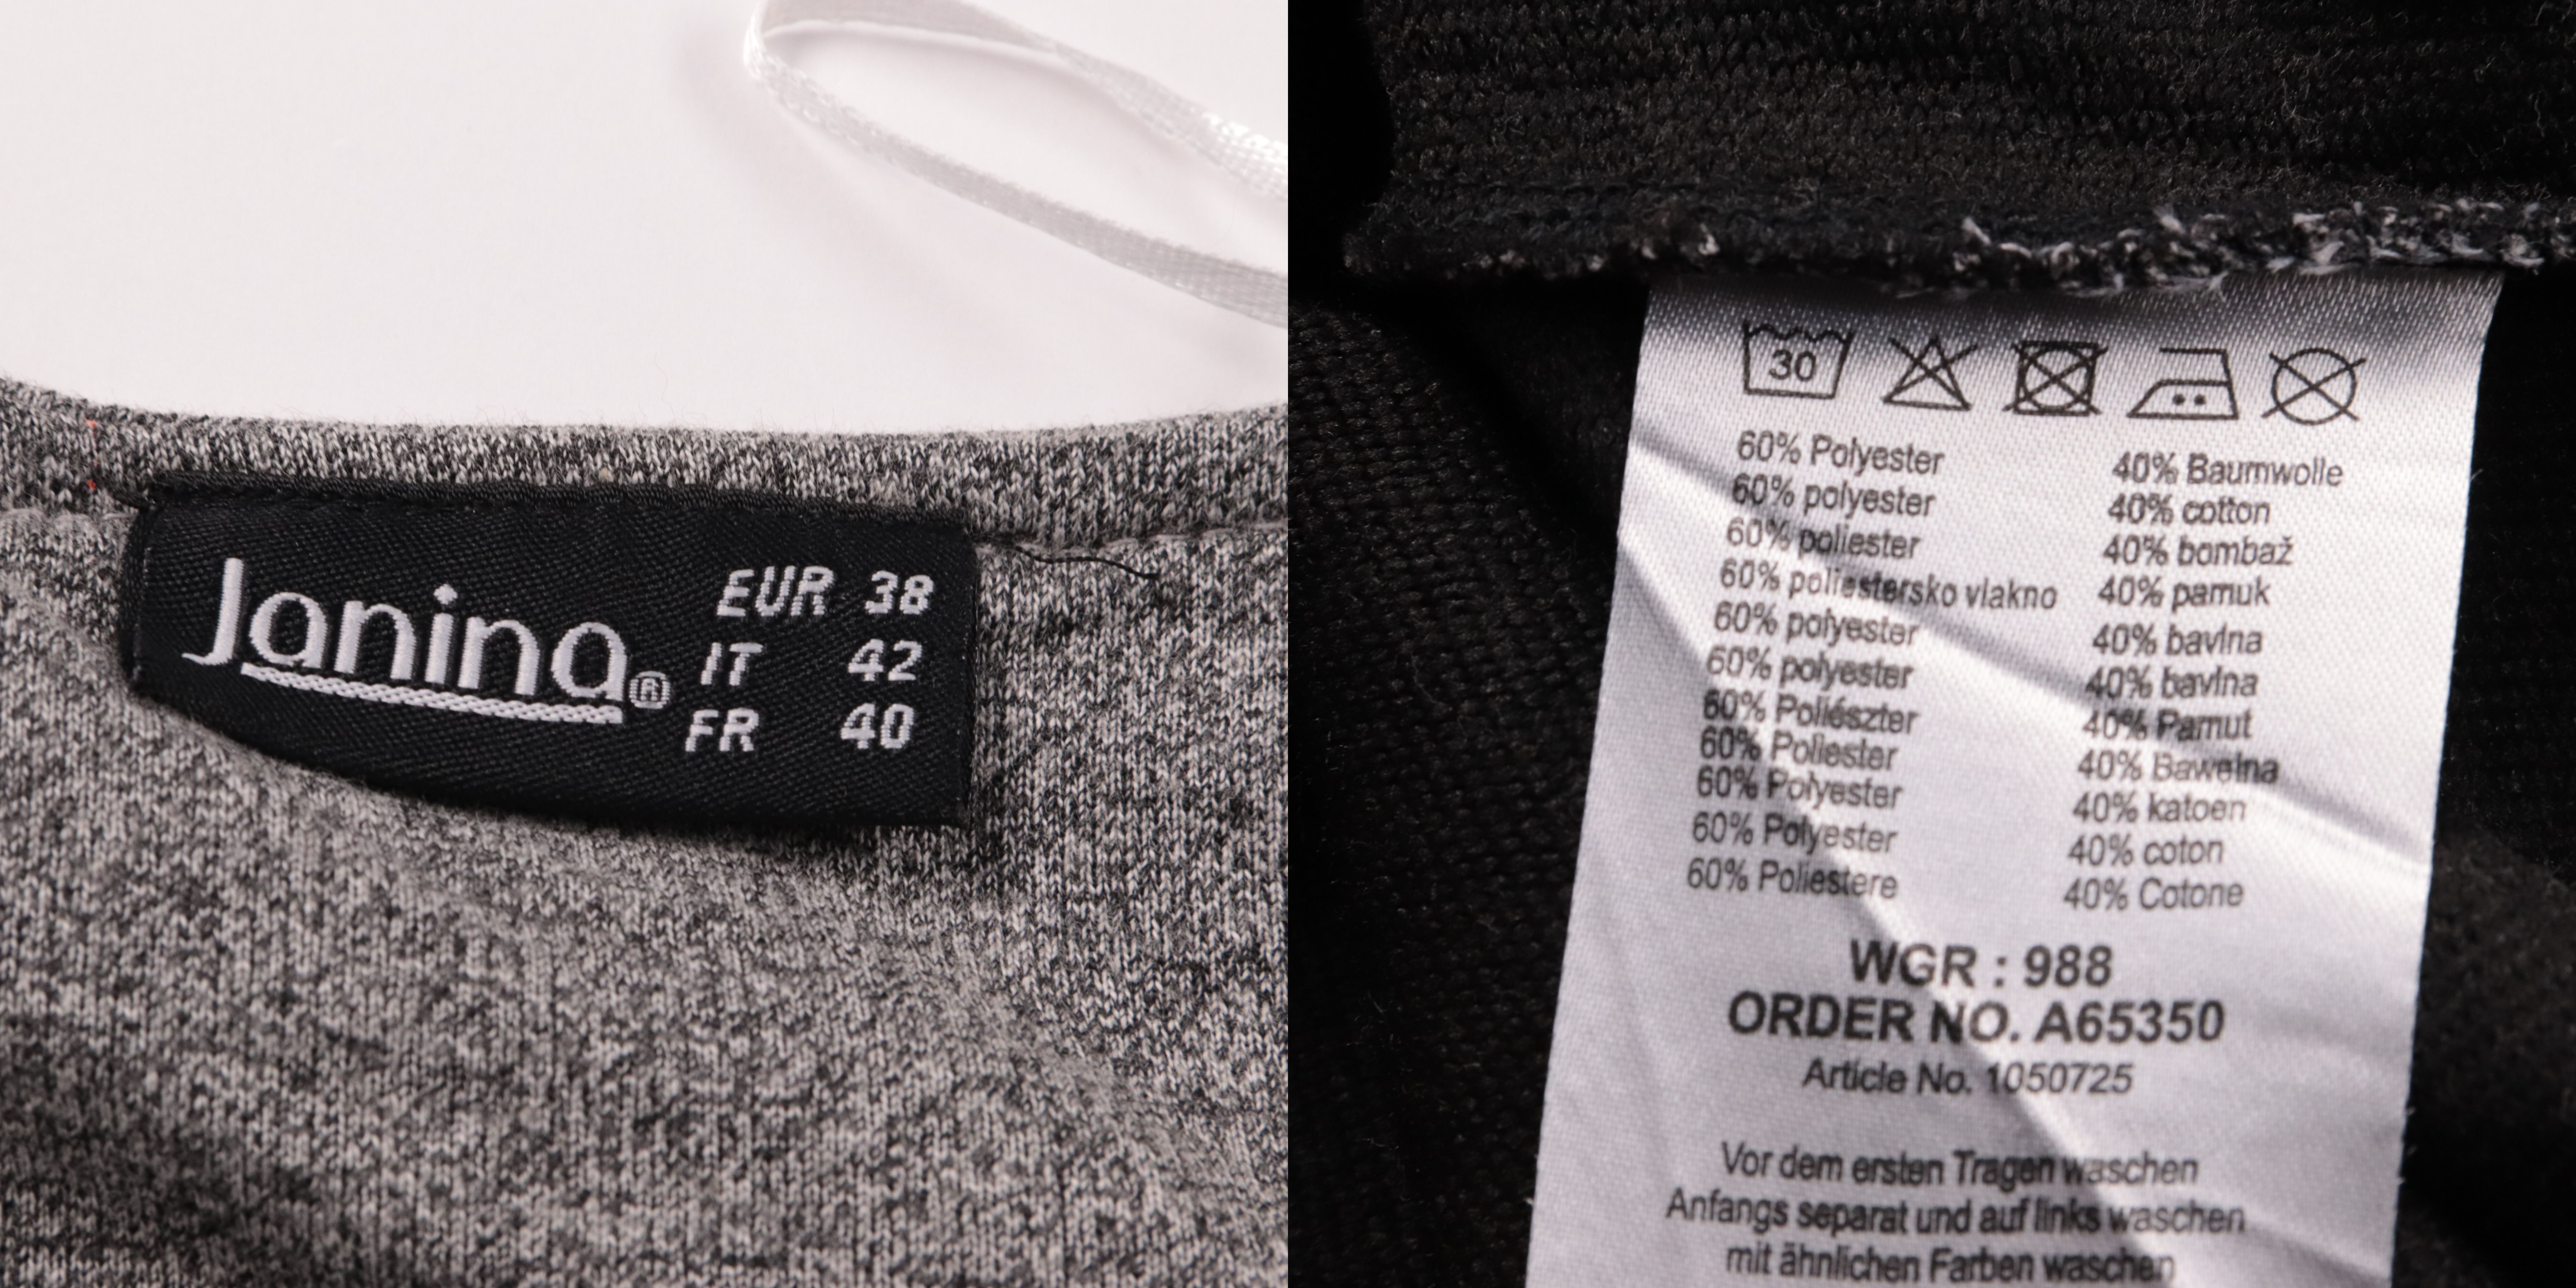 Janina®
EUR 38
IT 42
FR 40
30
60% Polyester 40% Baumwolle
60% polyester 40% cotton
60% poliester 40% bombaž
60% poliestersko vlakno 40% pamuk
60% polyester 40% bavlna
60% polyester 40% bavlna
60% Poliészter 40% Pamut
60% Poliester 40% Bawełna
60% Polyester 40% katoen
60% Polyester 40% coton
60% Poliestere 40% Cotone
WGR : 988
ORDER NO. A65350
Article No. 1050725
Vor dem ersten Tragen waschen
Anfangs separat und auf links waschen
mit ähnlichen Farben waschen